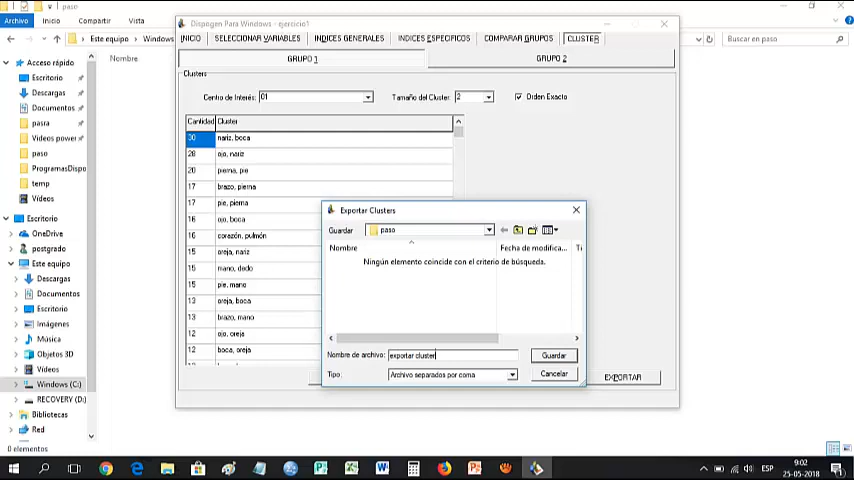 paso
Archivo Inicio Compartir Vista
Este equipo Windows
Buscar en paso
Nombre
Acceso rápido
Escritorio
Descargas
Documentos
pasra
Videos power
paso
ProgramasDispo
temp
Vídeos
Escritorio
OneDrive
postgrado
Este equipo
Descargas
Documentos
Escritorio
Imágenes
Música
Objetos 3D
Vídeos
Windows (C:)
RECOVERY (D:)
Bibliotecas
Red
0 elementos
Dispogen Para Windows - ejercicio1
INICIO SELECCIONAR VARIABLES INDICES GENERALES INDICES ESPECIFICOS COMPARAR GRUPOS CLUSTER
GRUPO 1 GRUPO 2
Clusters
Centro de Interés: 01 Tamaño del Cluster: 2 Orden Exacto
Cantidad Cluster
30 nariz, boca
28 ojo, nariz
20 pierna, pie
17 brazo, pierna
17 pie, pierna
16 ojo, boca
16 corazón, pulmón
15 oreja, nariz
15 mano, dedo
15 pie, mano
13 oreja, boca
13 brazo, mano
12 ojo, oreja
12 boca, oreja
EXPORTAR
Exportar Clusters
Guardar paso
Nombre Fecha de modifica... Ti
Ningún elemento coincide con el criterio de búsqueda.
Nombre de archivo: exportar cluster Guardar
Tipo: Archivo separados por coma Cancelar
ESP
9:02
25-05-2018